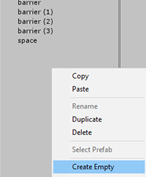 barrier
barrier (1)
barrier (2)
barrier (3)
space
Copy
Paste
Rename
Duplicate
Delete
Select Prefab
Create Empty